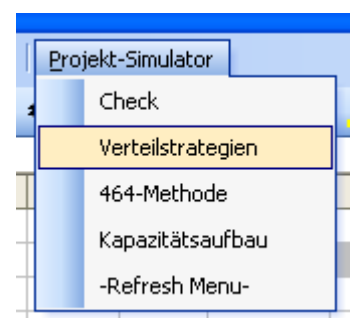 Projekt-Simulator
Check
Verteilstrategien
464-Methode
Kapazitätsaufbau
-Refresh Menu-